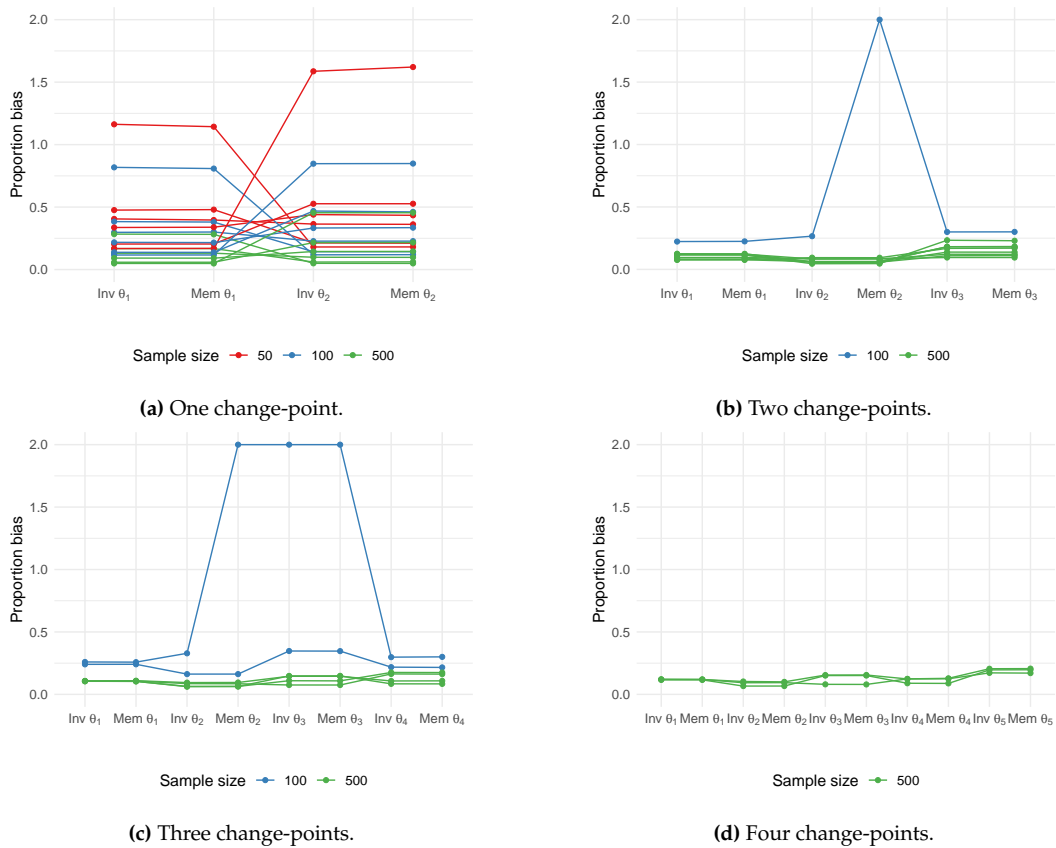 2.0
1.5
1.0
0.5
0.0
Proportion bias
Inv θ1 Mem θ1 Inv θ2 Mem θ2
Sample size 50 100 500
(a) One change-point.
2.0
1.5
1.0
0.5
0.0
Proportion bias
Inv θ1 Mem θ1 Inv θ2 Mem θ2 Inv θ3 Mem θ3
Sample size 100 500
(b) Two change-points.
2.0
1.5
1.0
0.5
0.0
Proportion bias
Inv θ1 Mem θ1 Inv θ2 Mem θ2 Inv θ3 Mem θ3 Inv θ4 Mem θ4
Sample size 100 500
(c) Three change-points.
2.0
1.5
1.0
0.5
0.0
Proportion bias
Inv θ1 Mem θ1 Inv θ2 Mem θ2 Inv θ3 Mem θ3 Inv θ4 Mem θ4 Inv θ5 Mem θ5
Sample size 500
(d) Four change-points.